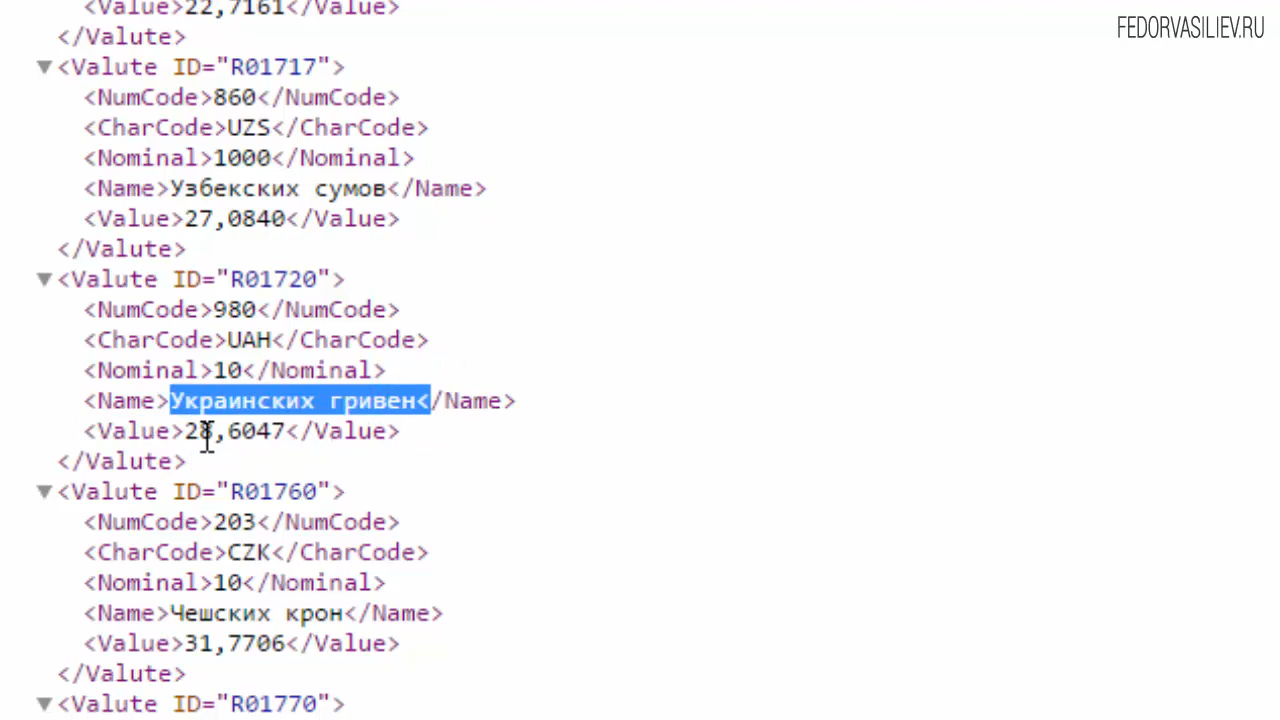 <Value>22,7161</Value>
</Valute>
FEDORVASILIEV.RU
<Valute ID="R01717">
<NumCode>860</NumCode>
<CharCode>UZS</CharCode>
<Nominal>1000</Nominal>
<Name>Узбекских сумов</Name>
<Value>27,0840</Value>
</Valute>
<Valute ID="R01720">
<NumCode>980</NumCode>
<CharCode>UAH</CharCode>
<Nominal>10</Nominal>
<Name>Украинских гривен</Name>
<Value>28,6047</Value>
</Valute>
<Valute ID="R01760">
<NumCode>203</NumCode>
<CharCode>CZK</CharCode>
<Nominal>10</Nominal>
<Name>Чешских крон</Name>
<Value>31,7706</Value>
</Valute>
<Valute ID="R01770">